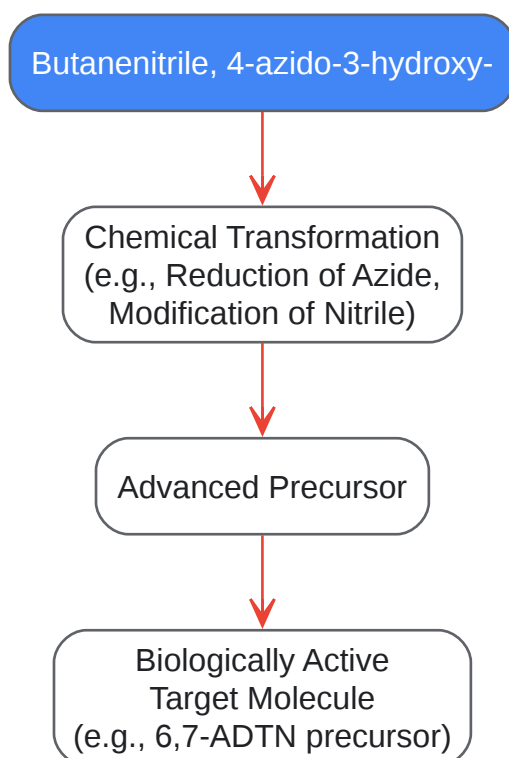 Butanenitrile, 4-azido-3-hydroxy-
Chemical Transformation
(e.g., Reduction of Azide,
Modification of Nitrile)
Advanced Precursor
Biologically Active
Target Molecule
(e.g., 6,7-ADTN precursor)